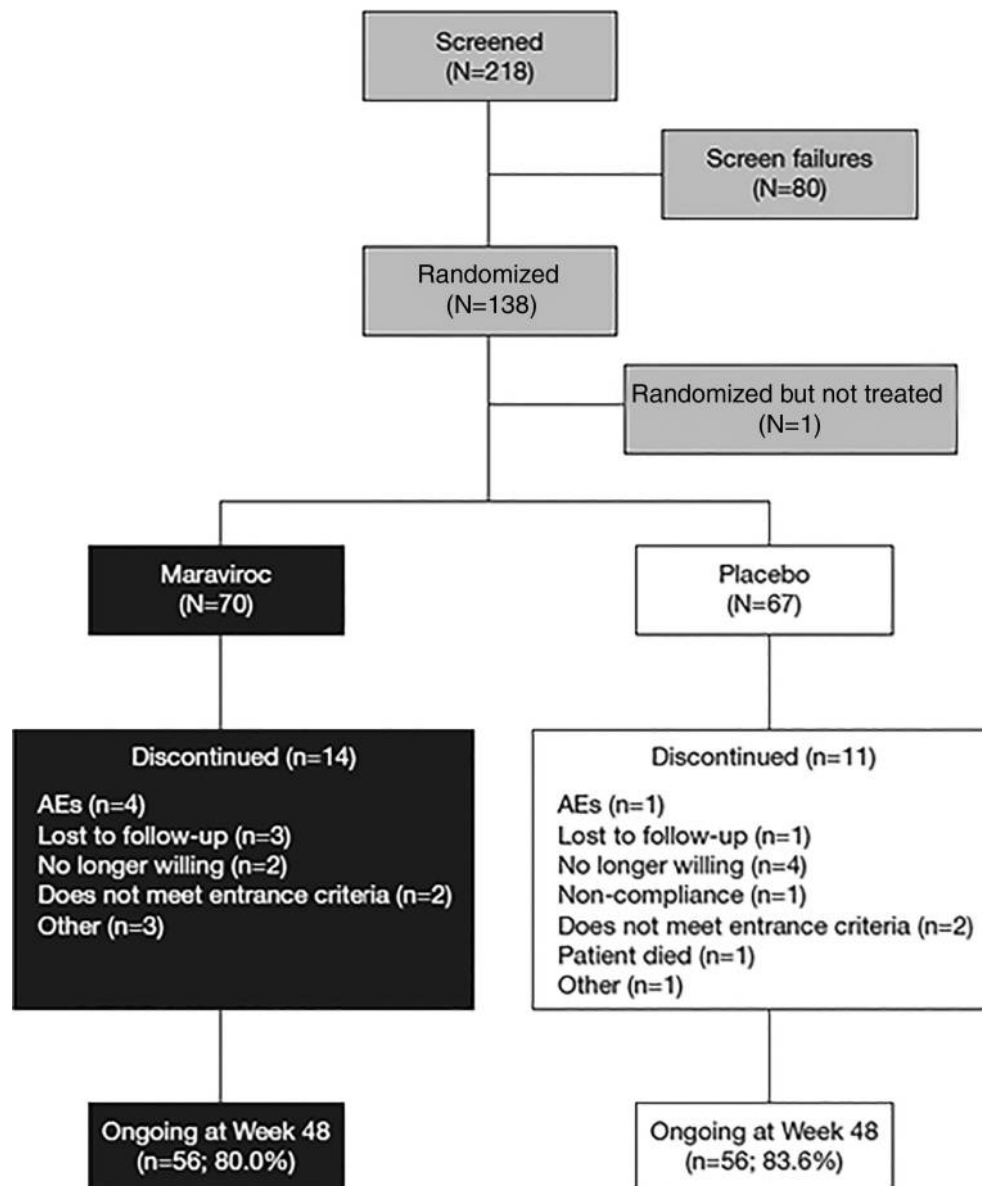 Screened
(N=218)
Screen failures
(N=80)
Randomized
(N=138)
Randomized but not treated
(N=1)
Maraviroc
(N=70)
Placebo
(N=67)
Discontinued (n=14)
AEs (n=4)
Lost to follow-up (n=3)
No longer willing (n=2)
Does not meet entrance criteria (n=2)
Other (n=3)
Discontinued (n=11)
AEs (n=1)
Lost to follow-up (n=1)
No longer willing (n=4)
Non-compliance (n=1)
Does not meet entrance criteria (n=2)
Patient died (n=1)
Other (n=1)
Ongoing at Week 48
(n=56; 80.0%)
Ongoing at Week 48
(n=56; 83.6%)